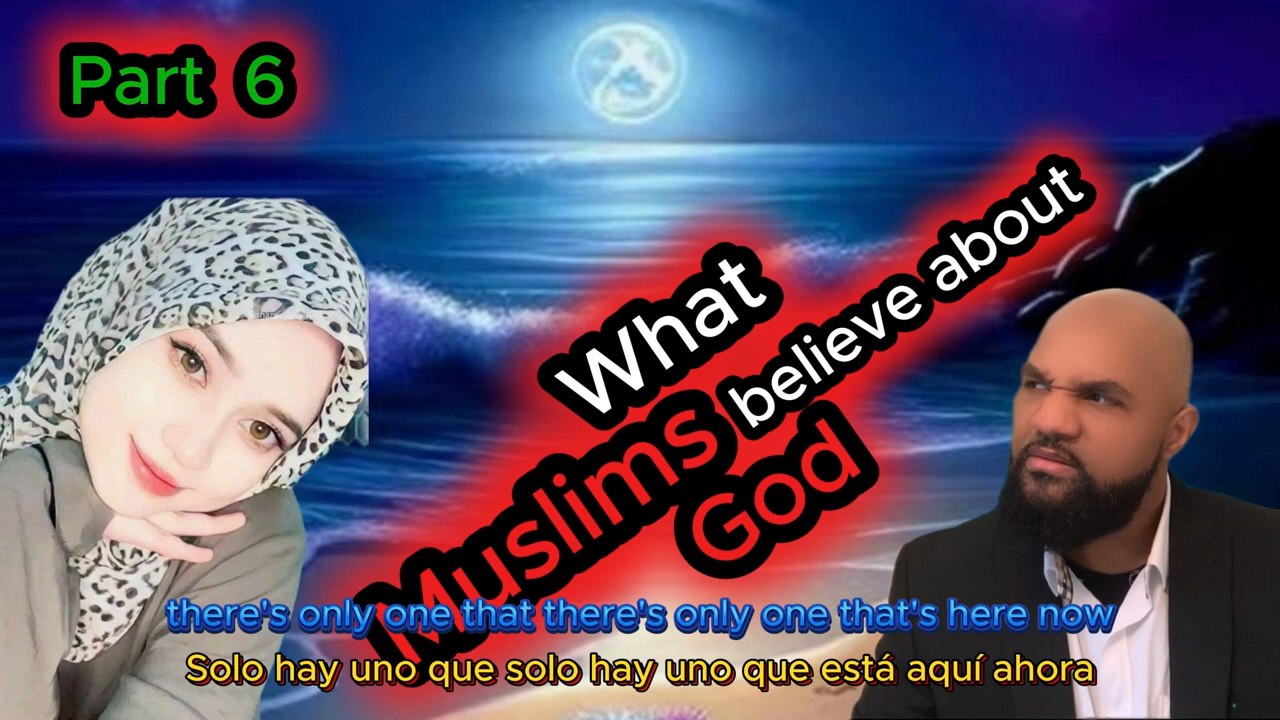 Part 6
What
Muslims believe about
God
there's only one that there's only one that's here now
Solo hay uno que solo hay uno que está aquí ahora